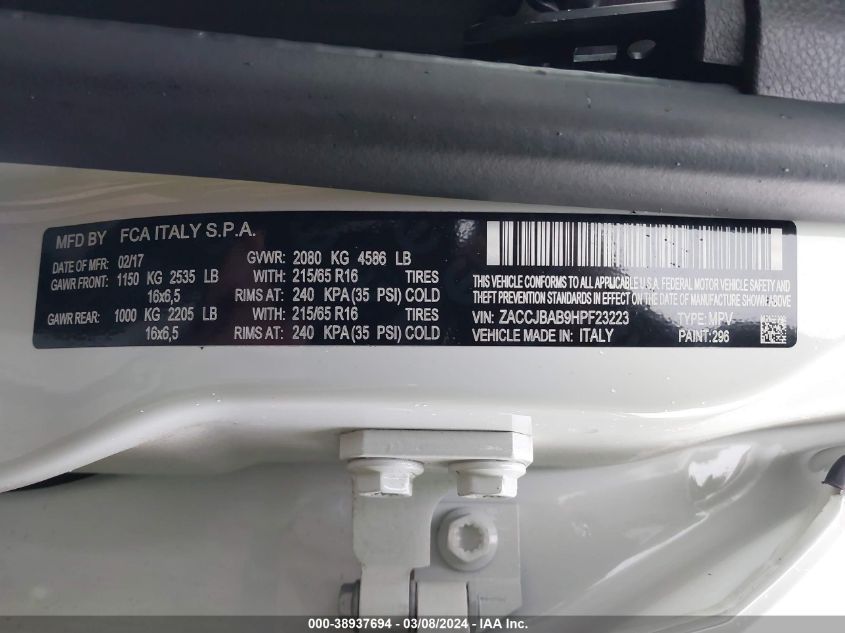 MFD BY FCA ITALY S.P.A.
DATE OF MFR 02/17 GVWR: 2080 KG 4586 LB
GAWR FRONT: 1150 KG 2535 LB WITH: 215/65 R16 TIRES
16x6,5 RIMS AT: 240 KPA(35 PSI) COLD
GAWR REAR: 1000 KG 2205 LB WITH: 215/65 R16 TIRES
16x6,5 RIMS AT: 240 KPA(35 PSI) COLD
THIS VEHICLE CONFORMS TO ALL APPLICABLE U.S.A. FEDERAL MOTOR VEHICLE SAFETY AND
THEFT PREVENTION STANDARDS IN EFFECT ON THE DATE OF MANUFACTURE SHOWN ABOVE
VIN: ZACCJBAB9HPF23223 TYPE: MPV
VEHICLE MADE IN: ITALY PAINT:296
000-38937694 - 03/08/2024 - IAA Inc.